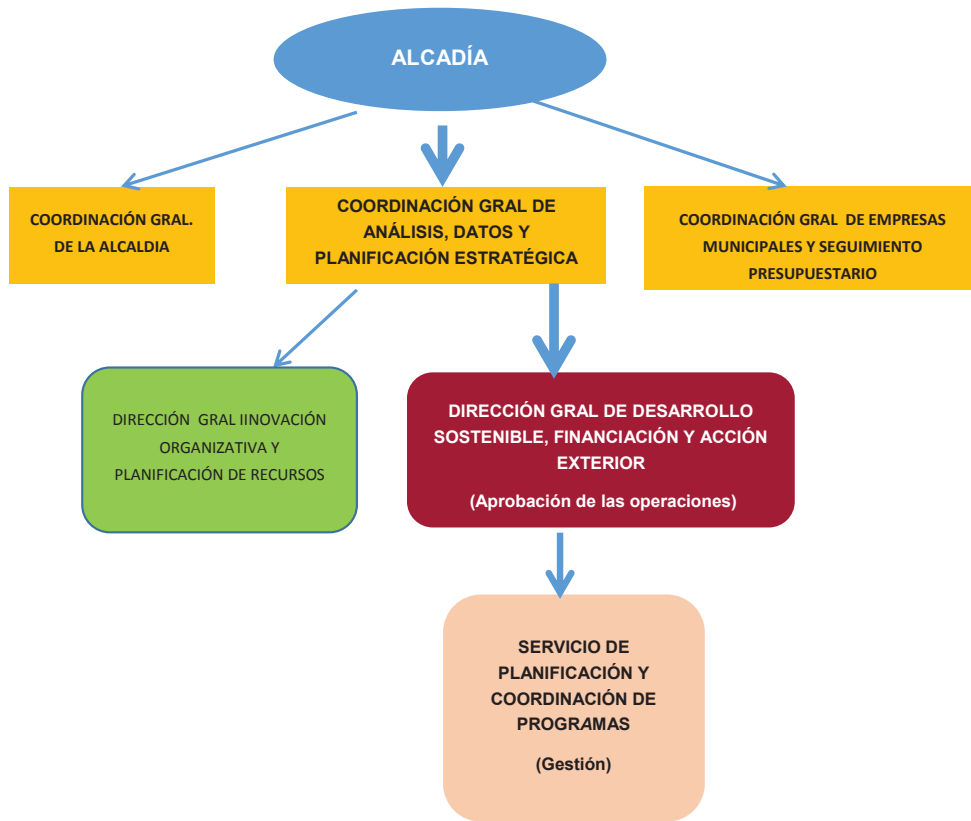 ALCADÍA
COORDINACIÓN GRAL.
DE LA ALCALDIA
COORDINACIÓN GRAL DE
ANÁLISIS, DATOS Y
PLANIFICACIÓN ESTRATÉGICA
COORDINACIÓN GRAL DE EMPRESAS
MUNICIPALES Y SEGUIMIENTO
PRESUPUESTARIO
DIRECCIÓN GRAL IINOVACIÓN
ORGANIZATIVA Y
PLANIFICACIÓN DE RECURSOS
DIRECCIÓN GRAL DE DESARROLLO
SOSTENIBLE, FINANCIACIÓN Y ACCIÓN
EXTERIOR
(Aprobación de las operaciones)
SERVICIO DE
PLANIFICACIÓN Y
COORDINACIÓN DE
PROGRAMAS
(Gestión)